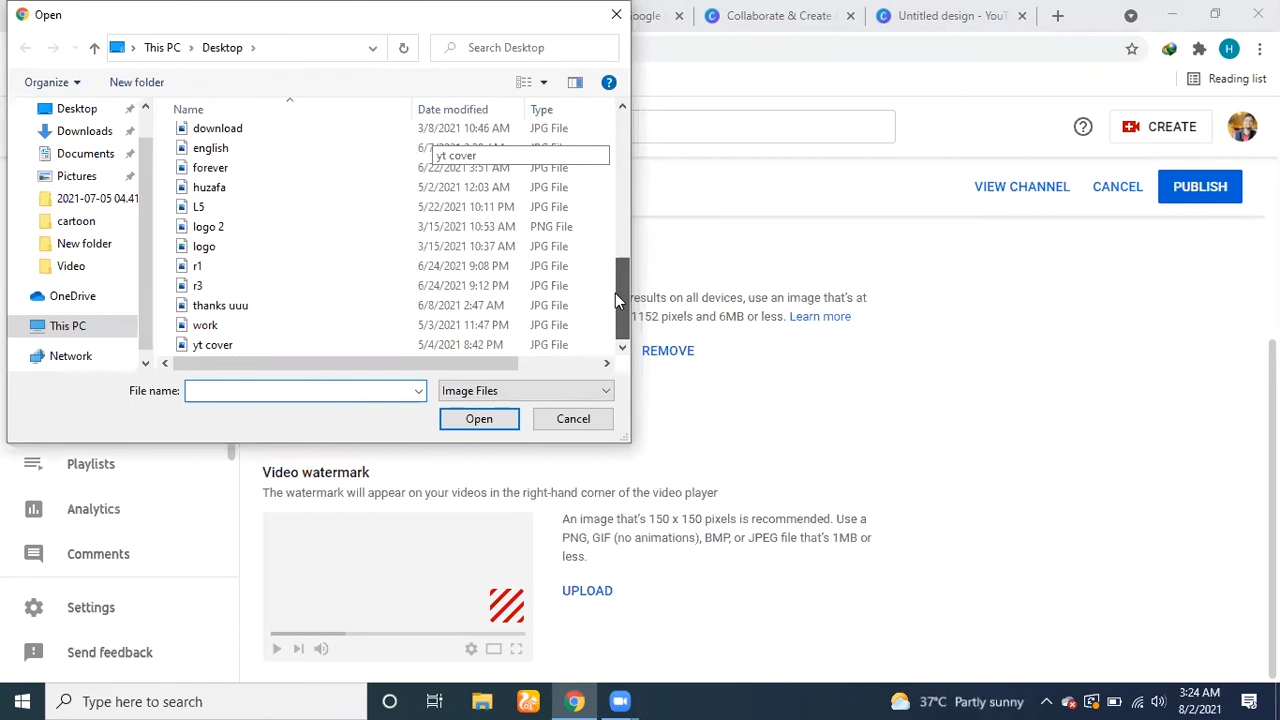 Open
Google S
Collaborate & Create
Untitled design - YouT
This PC
Desktop
Search Desktop
H
Organize
New folder
Reading list
Desktop
Downloads
Documents
Pictures
2021-07-05 04.41
cartoon
New folder
Video
OneDrive
This PC
Network
Name
Date modified
Type
download 3/8/2021 10:46 AM JPG File
english JPG File
yt cover
forever 6/22/2021 3:51 AM JPG File
huzafa 5/2/2021 12:03 AM JPG File
L5 5/22/2021 10:11 PM JPG File
logo 2 3/15/2021 10:53 AM PNG File
logo 3/15/2021 10:37 AM JPG File
r1 6/24/2021 9:08 PM JPG File
r3 6/24/2021 9:12 PM JPG File
thanks uuu 6/8/2021 2:47 AM JPG File
work 5/3/2021 11:47 PM JPG File
yt cover 5/4/2021 8:42 PM JPG File
File name:
Image Files
Open
Cancel
CREATE
VIEW CHANNEL
CANCEL
PUBLISH
results on all devices, use an image that's at
1152 pixels and 6MB or less. Learn more
REMOVE
Playlists
Analytics
Comments
Settings
Send feedback
Video watermark
The watermark will appear on your videos in the right-hand corner of the video player
An image that's 150 x 150 pixels is recommended. Use a
PNG, GIF (no animations), BMP, or JPEG file that's 1MB or
less.
UPLOAD
Type here to search
37°C Partly sunny
3:24 AM
8/2/2021